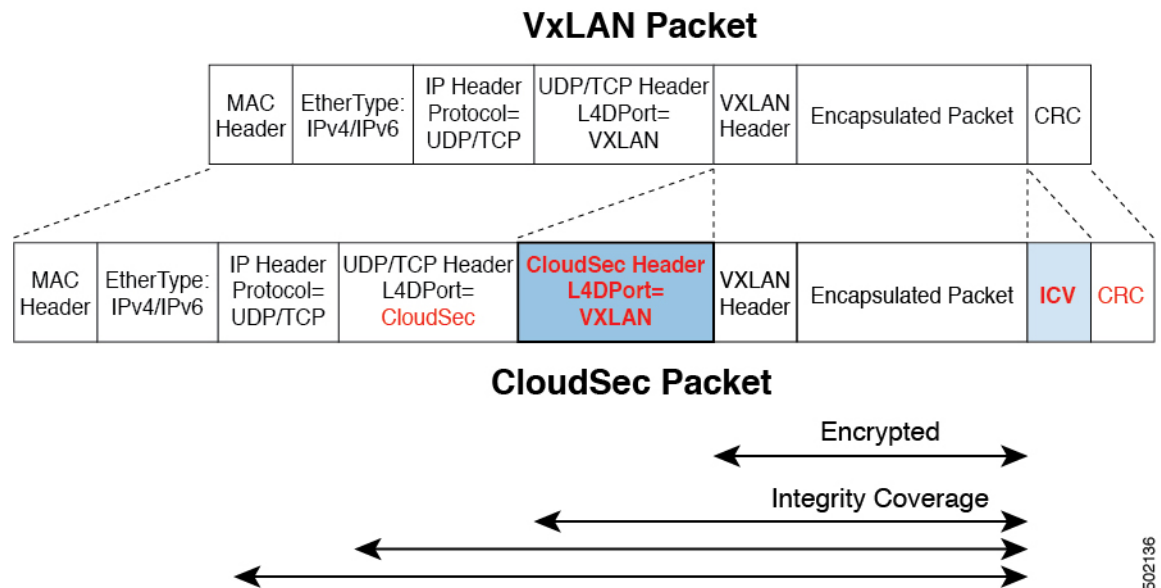 VxLAN Packet
MAC
Header
EtherType:
IPv4/IPv6
IP Header
Protocol=
UDP/TCP
UDP/TCP Header
L4DPort=
VXLAN
VXLAN
Header
Encapsulated Packet
CRC
MAC
Header
EtherType:
IPv4/IPv6
IP Header
Protocol=
UDP/TCP
UDP/TCP Header
L4DPort=
CloudSec
CloudSec Header
L4DPort=
VXLAN
VXLAN
Header
Encapsulated Packet
ICV
CRC
CloudSec Packet
Encrypted
Integrity Coverage
502136